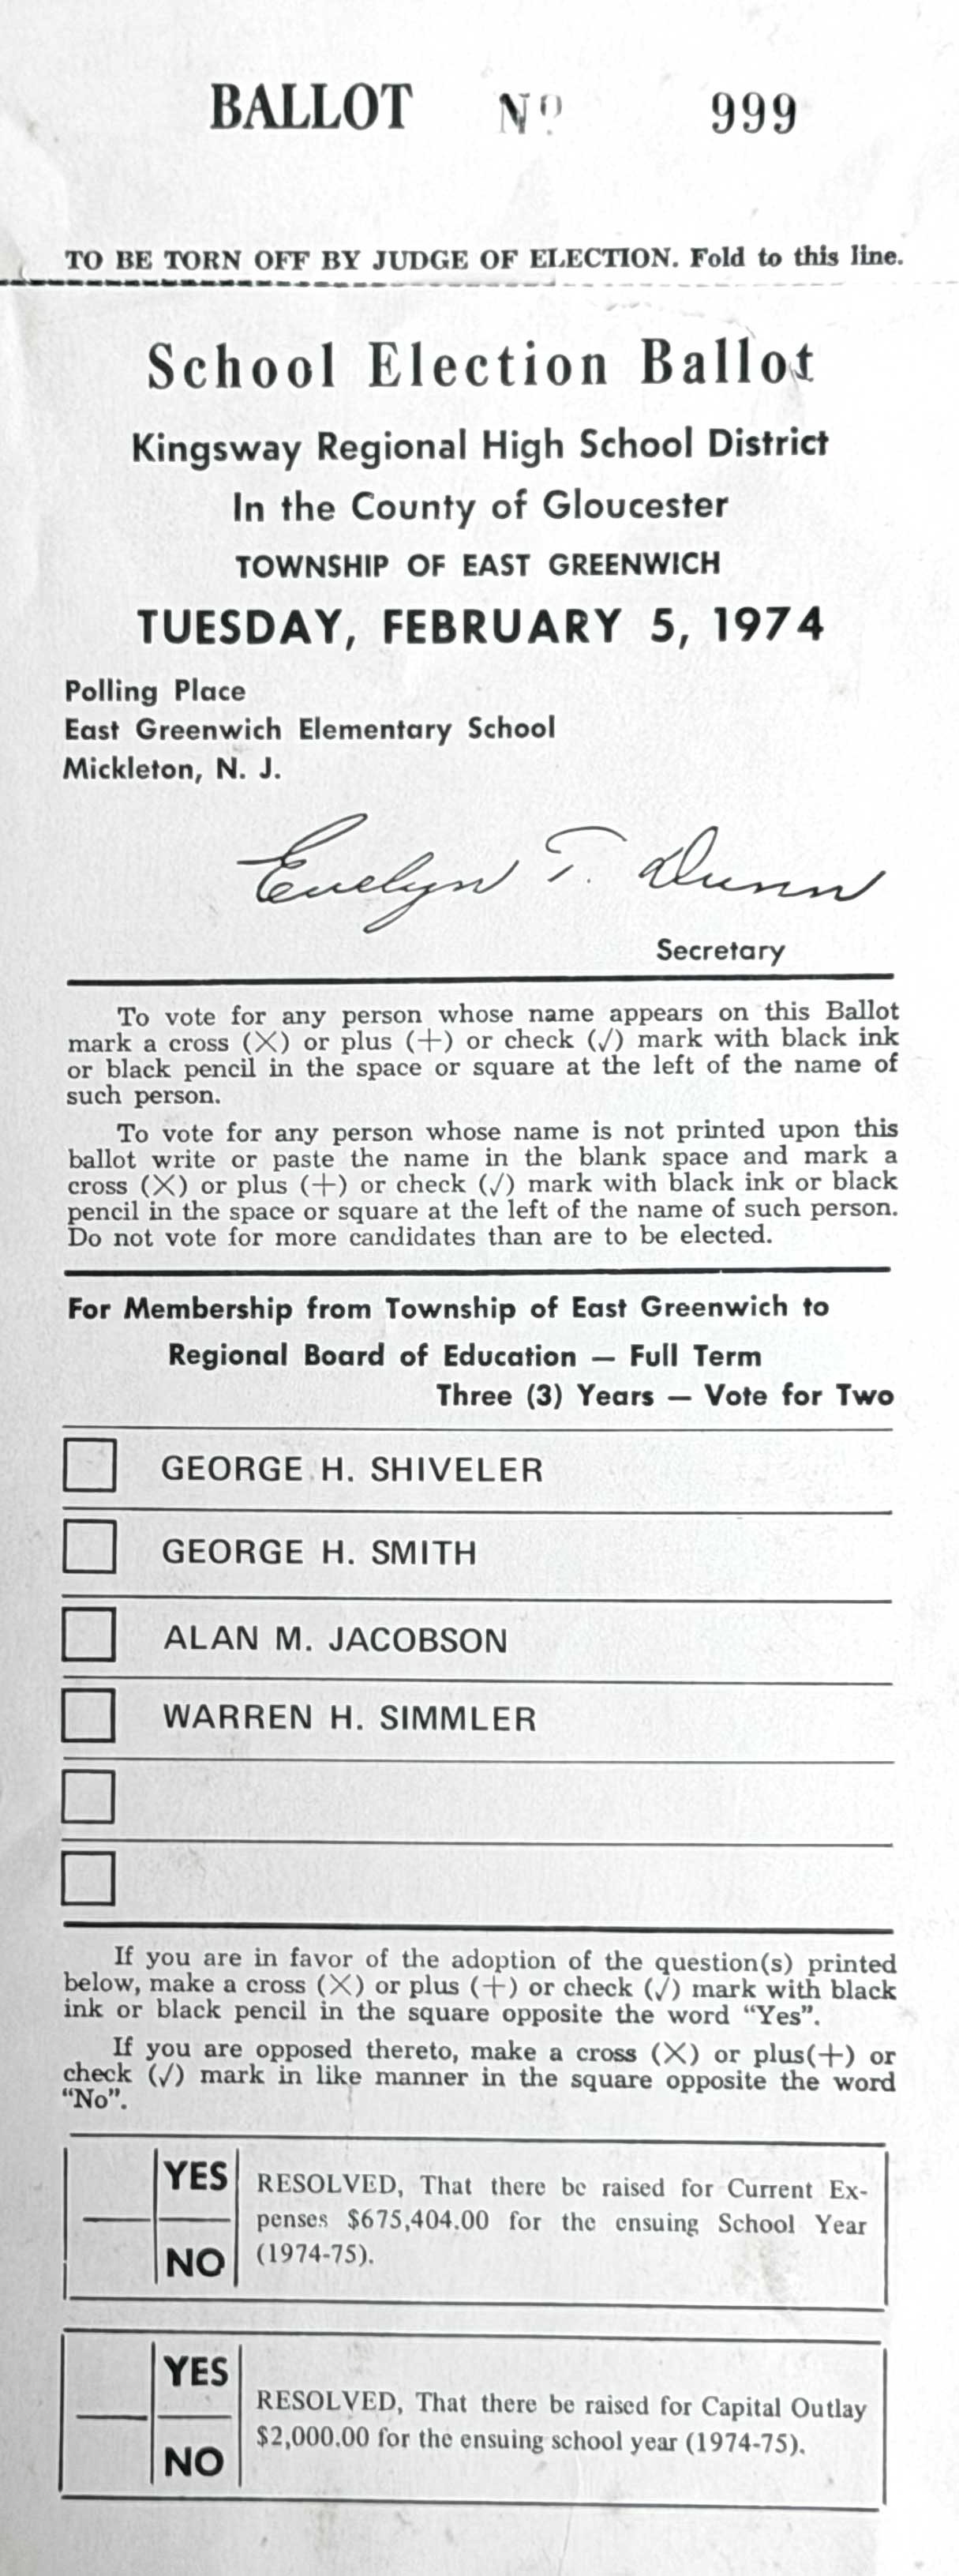 BALLOT Nº 999
TO BE TORN OFF BY JUDGE OF ELECTION. Fold to this line.
School Election Ballot
Kingsway Regional High School District
In the County of Gloucester
TOWNSHIP OF EAST GREENWICH
TUESDAY, FEBRUARY 5, 1974
Polling Place
East Greenwich Elementary School
Mickleton, N. J.
Evelyn T. Dunn
Secretary
To vote for any person whose name appears on this Ballot
mark a cross (X) or plus (+) or check (√) mark with black ink
or black pencil in the space or square at the left of the name of
such person.
To vote for any person whose name is not printed upon this
ballot write or paste the name in the blank space and mark a
cross (X) or plus (+) or check (√) mark with black ink or black
pencil in the space or square at the left of the name of such person.
Do not vote for more candidates than are to be elected.
For Membership from Township of East Greenwich to
Regional Board of Education — Full Term
Three (3) Years — Vote for Two
GEORGE H. SHIVELER
GEORGE H. SMITH
ALAN M. JACOBSON
WARREN H. SIMMLER
If you are in favor of the adoption of the question(s) printed
below, make a cross (X) or plus (+) or check (√) mark with black
ink or black pencil in the square opposite the word "Yes".
If you are opposed thereto, make a cross (X) or plus(+) or
check (√) mark in like manner in the square opposite the word
"No".
YES
NO
RESOLVED, That there be raised for Current Ex-
penses $675,404.00 for the ensuing School Year
(1974-75).
YES
NO
RESOLVED, That there be raised for Capital Outlay
$2,000.00 for the ensuing school year (1974-75).